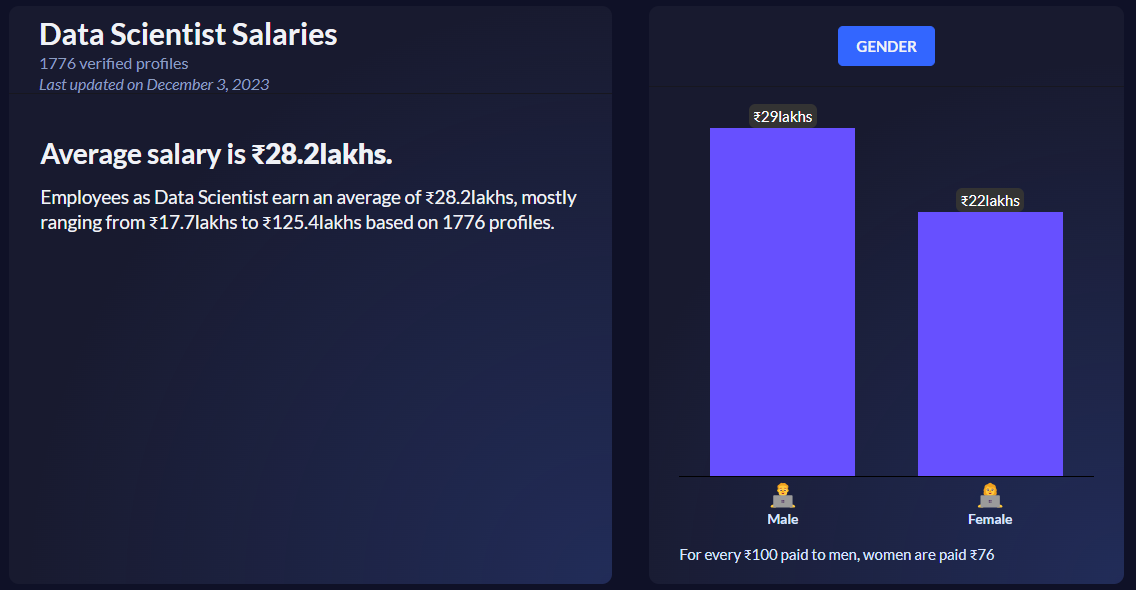 Data Scientist Salaries
1776 verified profiles
Last updated on December 3, 2023
Average salary is ₹28.2lakhs.
Employees as Data Scientist earn an average of ₹28.2lakhs, mostly
ranging from ₹17.7lakhs to ₹125.4lakhs based on 1776 profiles.
GENDER
₹29lakhs
₹22lakhs
Male
Female
For every ₹100 paid to men, women are paid ₹76